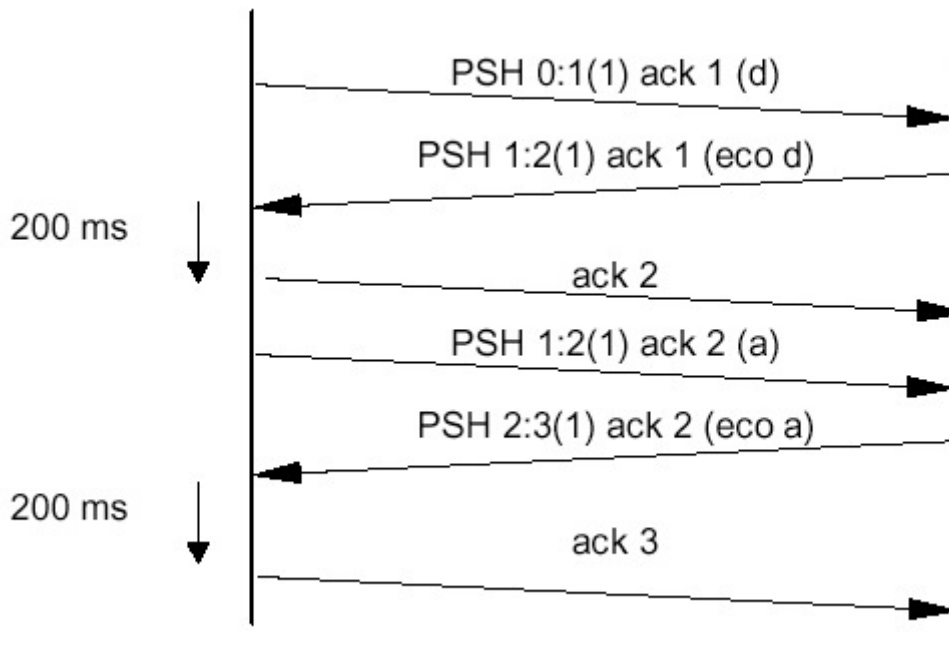 PSH 0:1(1) ack 1 (d)
PSH 1:2(1) ack 1 (eco d)
200 ms
ack 2
PSH 1:2(1) ack 2 (a)
PSH 2:3(1) ack 2 (eco a)
200 ms
ack 3